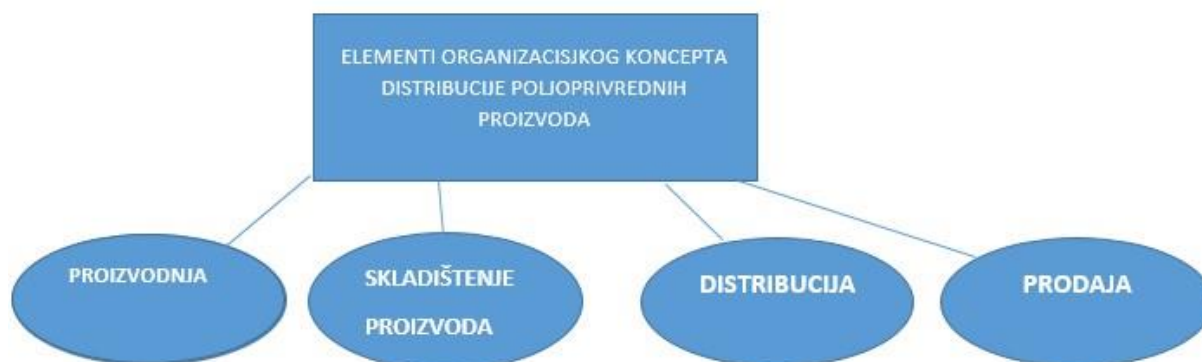 ELEMENTI ORGANIZACISJKOG KONCEPTA
DISTRIBUCIJE POLJOPRIVREDNIH
PROIZVODA
PROIZVODNJA
SKLADIŠTENJE
PROIZVODA
DISTRIBUCIJA
PRODAJA